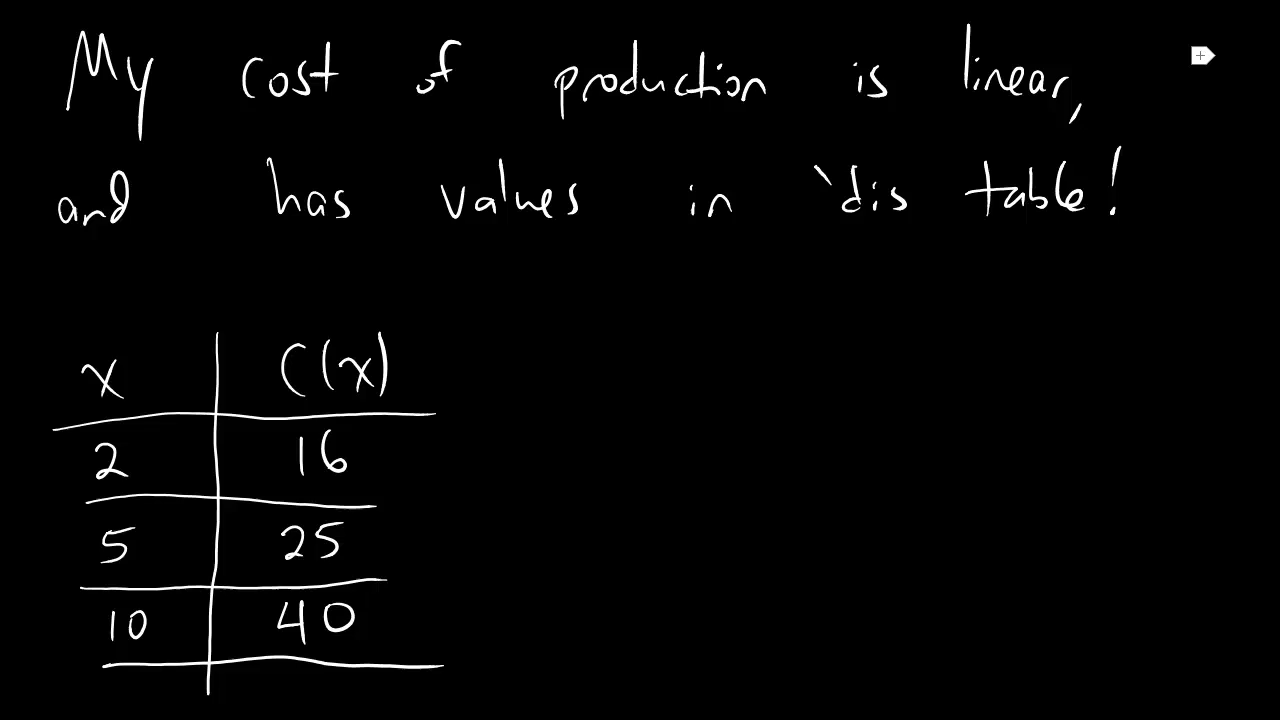 My cost of production is linear,
and has values in `dis table!
x C(x)
2 16
5 25
10 40